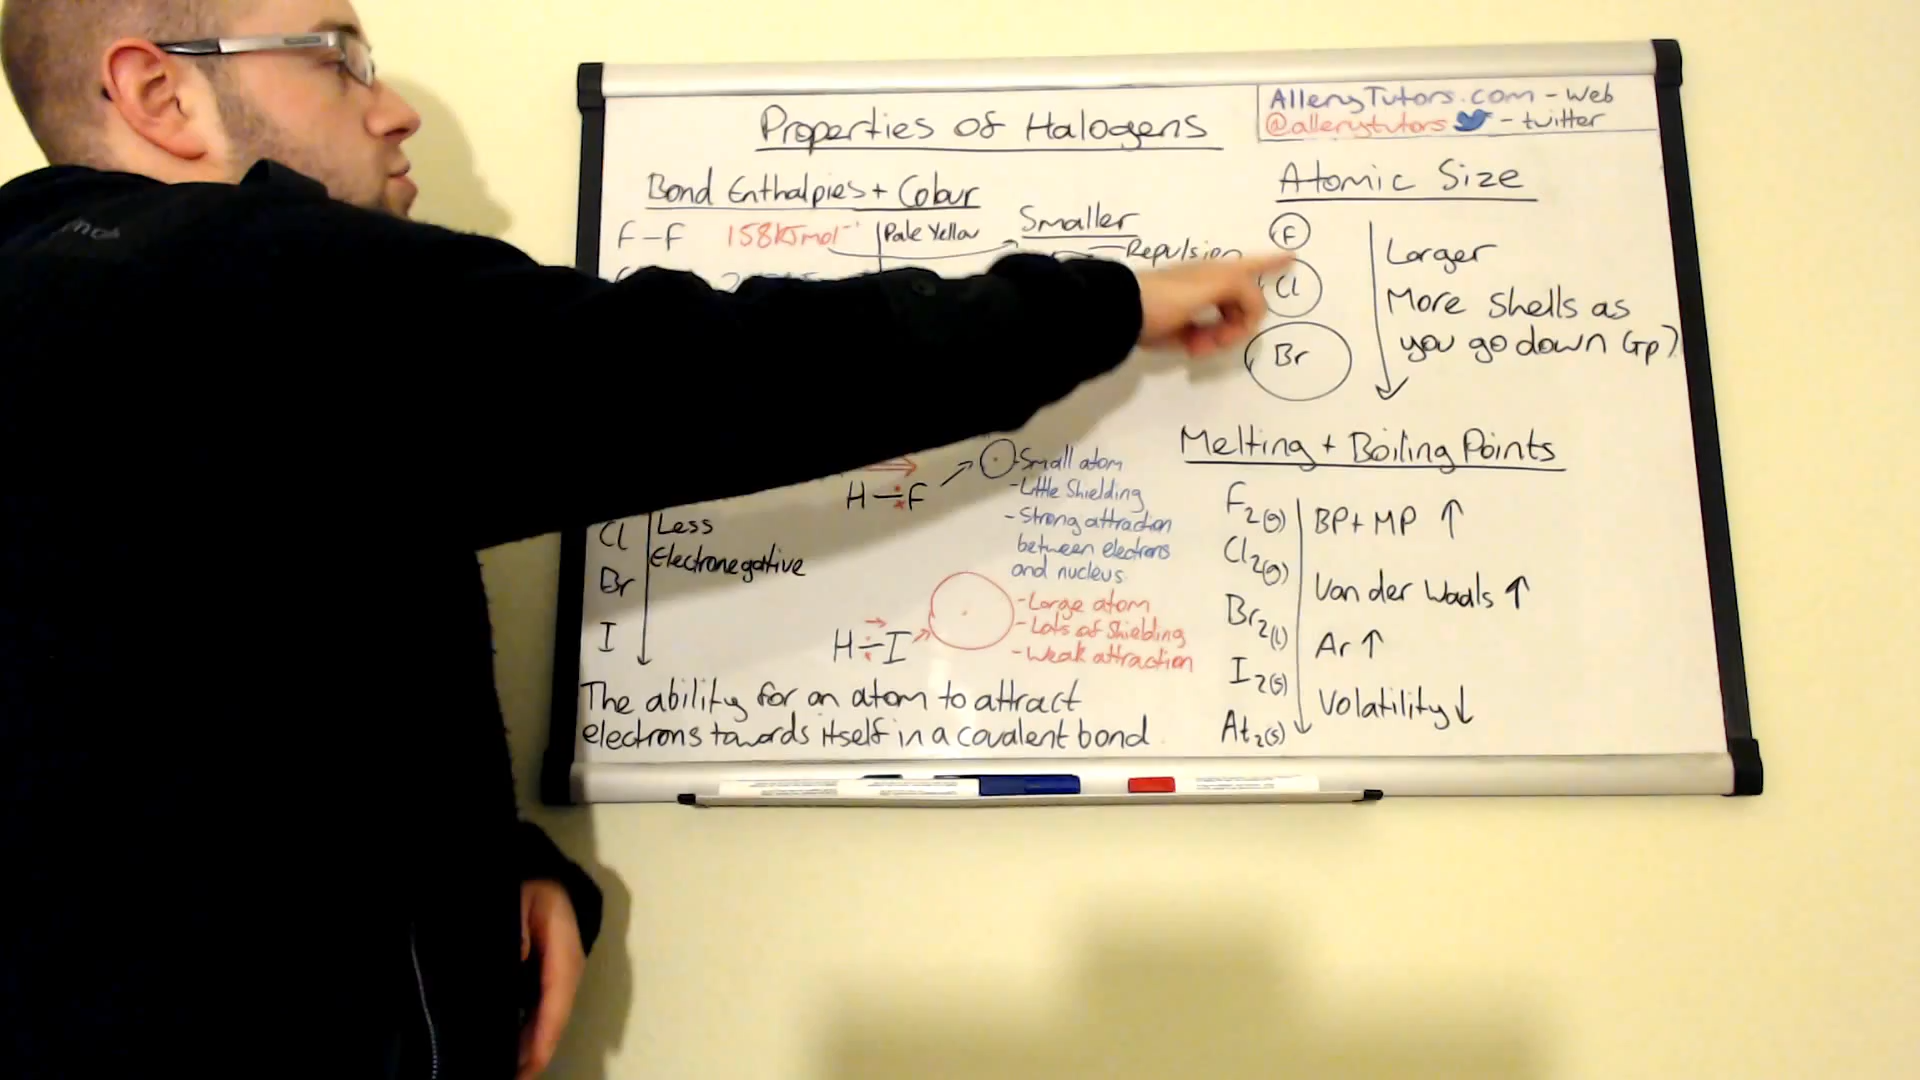 Properties of Halogens
AlleryTutors.com - Web
@allerytutors - twitter
Bond Enthalpies + Colour
F-F 158kJmol⁻¹ Pale Yellow
Smaller
Repulsion
Atomic Size
F
Cl
Br
Larger
More shells as
you go down Gp7
H-F
- Small atom
- Little Shielding
- Strong attraction
between electrons
and nucleus
Cl
Br
I
Less
Electronegative
H-I
- Large atom
- Lots of Shielding
- Weak attraction
The ability for an atom to attract
electrons towards itself in a covalent bond
Melting + Boiling Points
F2(g)
Cl2(g)
Br2(l)
I2(s)
At2(s)
BP + MP ↑
Van der Waals ↑
Ar ↑
Volatility ↓